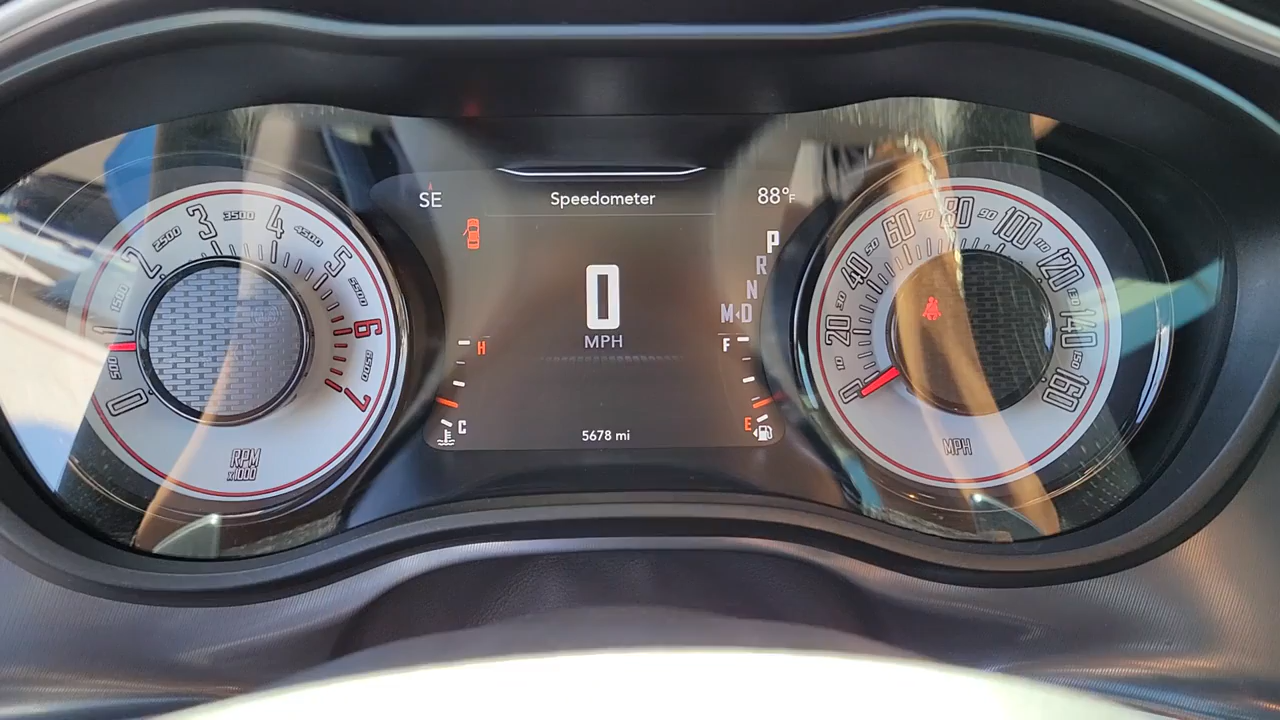 0 500 1 1500 2 2500 3 3500 4 4500 5 5500 6 6500 7
RPM
x1000
SE
Speedometer
88°F
0
MPH
P
R
N
M◂D
H
C
F
E
5678 mi
0 20 30 40 50 60 70 80 90 100 110 120 130 140 150 160
MPH